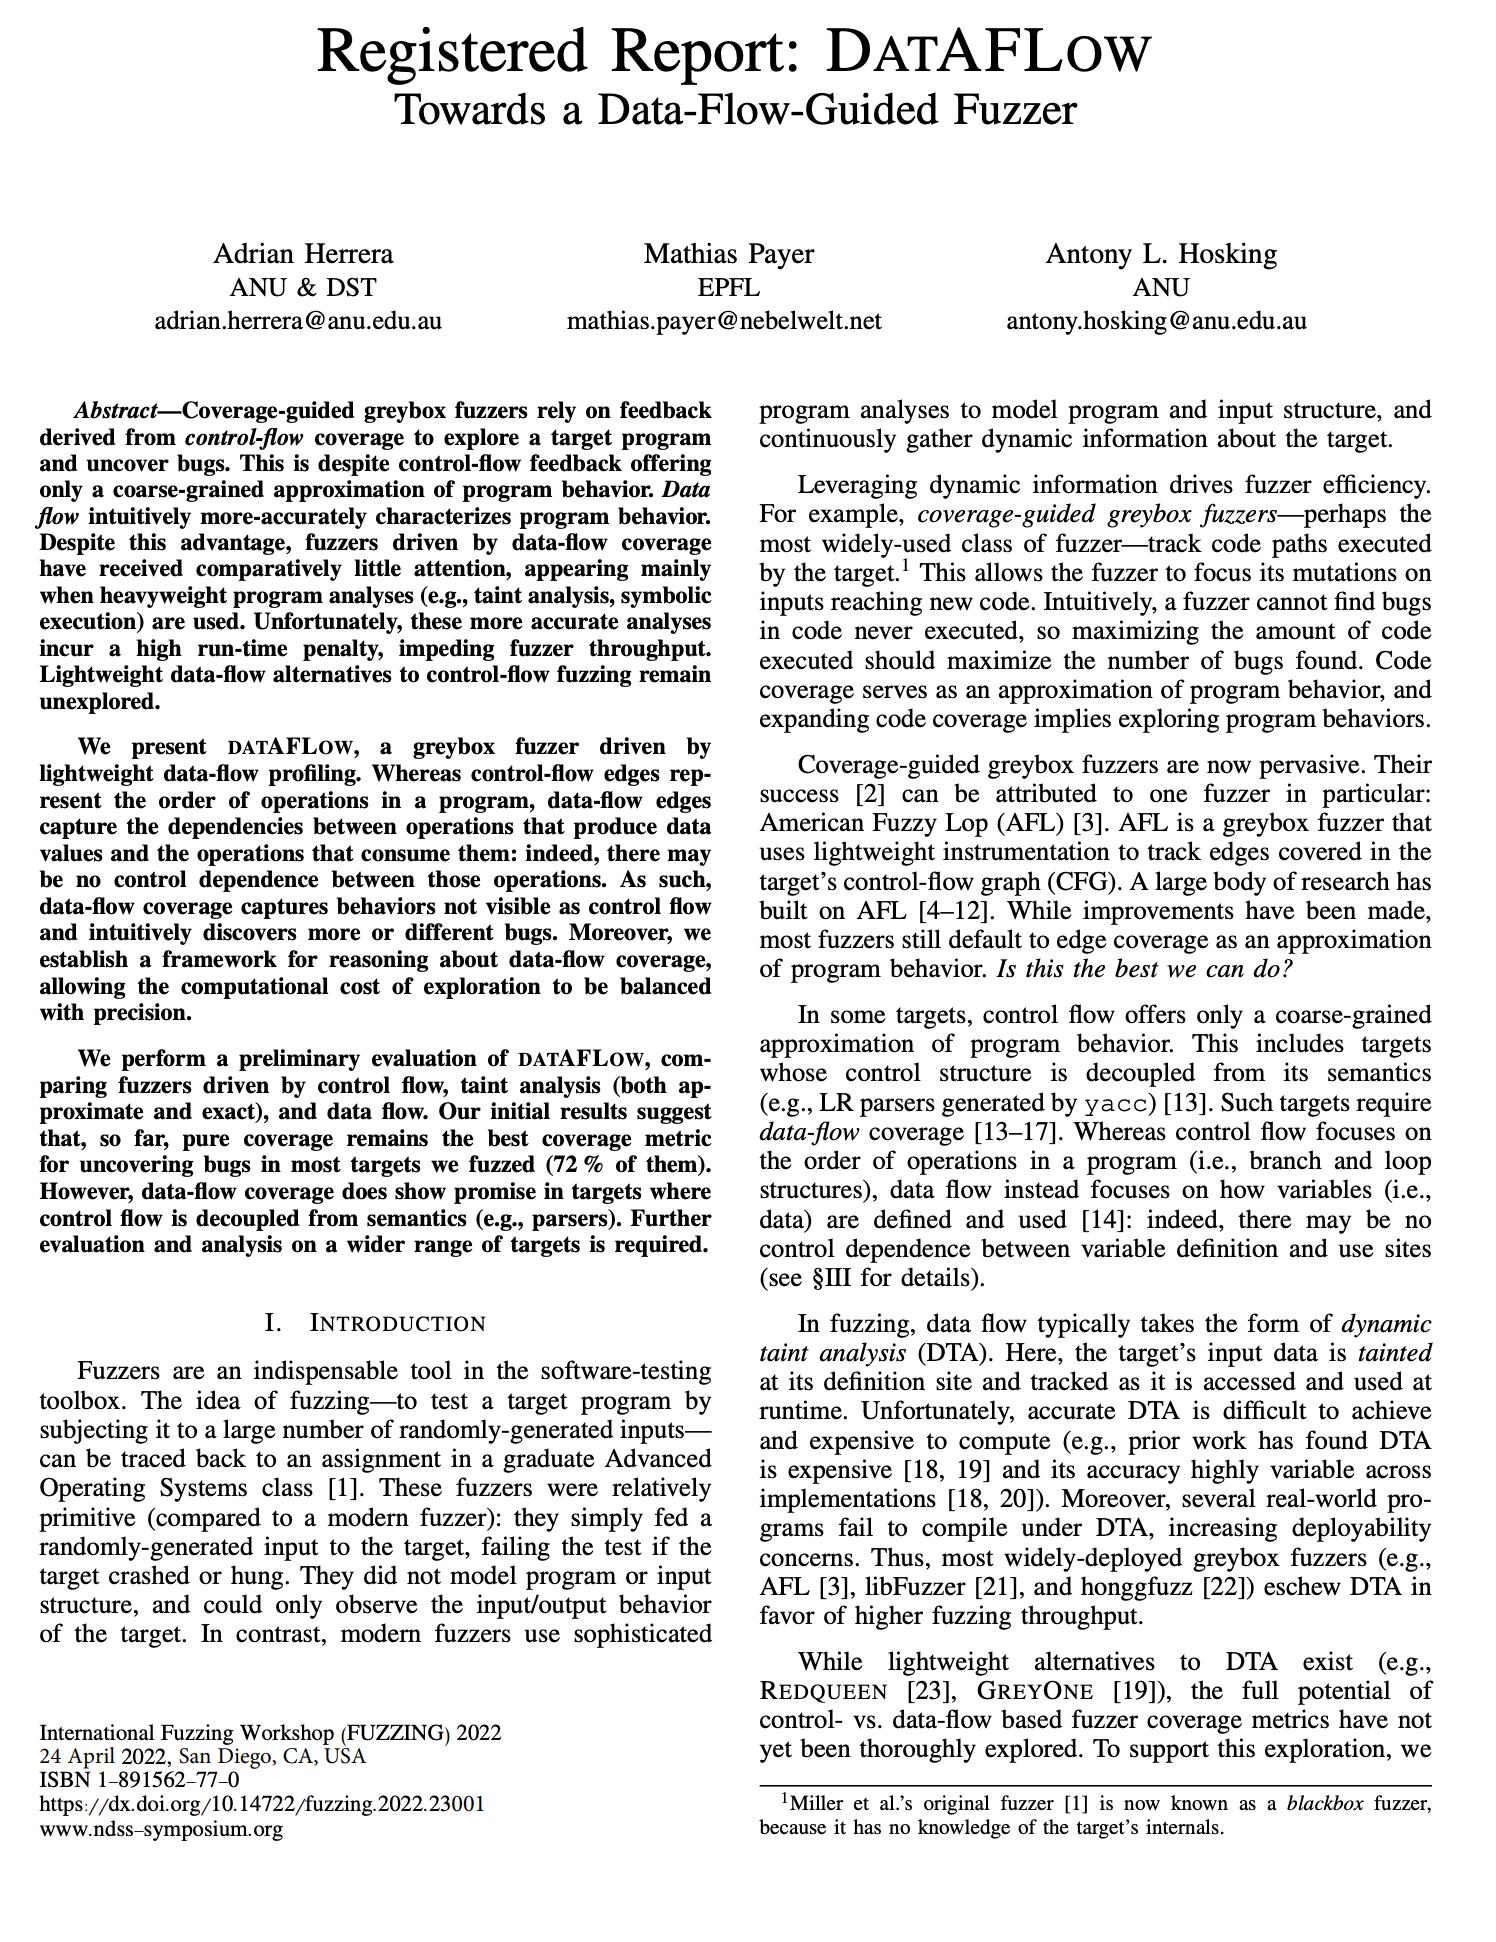 Registered Report: DATAFLOW
Towards a Data-Flow-Guided Fuzzer
Adrian Herrera
ANU & DST
adrian.herrera@anu.edu.au
Mathias Payer
EPFL
mathias.payer@nebelwelt.net
Antony L. Hosking
ANU
antony.hosking@anu.edu.au
Abstract—Coverage-guided greybox fuzzers rely on feedback
derived from control-flow coverage to explore a target program
and uncover bugs. This is despite control-flow feedback offering
only a coarse-grained approximation of program behavior. Data
flow intuitively more-accurately characterizes program behavior.
Despite this advantage, fuzzers driven by data-flow coverage
have received comparatively little attention, appearing mainly
when heavyweight program analyses (e.g., taint analysis, symbolic
execution) are used. Unfortunately, these more accurate analyses
incur a high run-time penalty, impeding fuzzer throughput.
Lightweight data-flow alternatives to control-flow fuzzing remain
unexplored.
We present DATAFLOW, a greybox fuzzer driven by
lightweight data-flow profiling. Whereas control-flow edges rep-
resent the order of operations in a program, data-flow edges
capture the dependencies between operations that produce data
values and the operations that consume them: indeed, there may
be no control dependence between those operations. As such,
data-flow coverage captures behaviors not visible as control flow
and intuitively discovers more or different bugs. Moreover, we
establish a framework for reasoning about data-flow coverage,
allowing the computational cost of exploration to be balanced
with precision.
We perform a preliminary evaluation of DATAFLOW, com-
paring fuzzers driven by control flow, taint analysis (both ap-
proximate and exact), and data flow. Our initial results suggest
that, so far, pure coverage remains the best coverage metric
for uncovering bugs in most targets we fuzzed (72 % of them).
However, data-flow coverage does show promise in targets where
control flow is decoupled from semantics (e.g., parsers). Further
evaluation and analysis on a wider range of targets is required.
I. INTRODUCTION
Fuzzers are an indispensable tool in the software-testing
toolbox. The idea of fuzzing—to test a target program by
subjecting it to a large number of randomly-generated inputs—
can be traced back to an assignment in a graduate Advanced
Operating Systems class [1]. These fuzzers were relatively
primitive (compared to a modern fuzzer): they simply fed a
randomly-generated input to the target, failing the test if the
target crashed or hung. They did not model program or input
structure, and could only observe the input/output behavior
of the target. In contrast, modern fuzzers use sophisticated
International Fuzzing Workshop (FUZZING) 2022
24 April 2022, San Diego, CA, USA
ISBN 1-891562-77-0
https://dx.doi.org/10.14722/fuzzing.2022.23001
www.ndss-symposium.org
program analyses to model program and input structure, and
continuously gather dynamic information about the target.
Leveraging dynamic information drives fuzzer efficiency.
For example, coverage-guided greybox fuzzers—perhaps the
most widely-used class of fuzzer—track code paths executed
by the target.1 This allows the fuzzer to focus its mutations on
inputs reaching new code. Intuitively, a fuzzer cannot find bugs
in code never executed, so maximizing the amount of code
executed should maximize the number of bugs found. Code
coverage serves as an approximation of program behavior, and
expanding code coverage implies exploring program behaviors.
Coverage-guided greybox fuzzers are now pervasive. Their
success [2] can be attributed to one fuzzer in particular:
American Fuzzy Lop (AFL) [3]. AFL is a greybox fuzzer that
uses lightweight instrumentation to track edges covered in the
target's control-flow graph (CFG). A large body of research has
built on AFL [4–12]. While improvements have been made,
most fuzzers still default to edge coverage as an approximation
of program behavior. Is this the best we can do?
In some targets, control flow offers only a coarse-grained
approximation of program behavior. This includes targets
whose control structure is decoupled from its semantics
(e.g., LR parsers generated by yacc) [13]. Such targets require
data-flow coverage [13–17]. Whereas control flow focuses on
the order of operations in a program (i.e., branch and loop
structures), data flow instead focuses on how variables (i.e.,
data) are defined and used [14]: indeed, there may be no
control dependence between variable definition and use sites
(see §III for details).
In fuzzing, data flow typically takes the form of dynamic
taint analysis (DTA). Here, the target's input data is tainted
at its definition site and tracked as it is accessed and used at
runtime. Unfortunately, accurate DTA is difficult to achieve
and expensive to compute (e.g., prior work has found DTA
is expensive [18, 19] and its accuracy highly variable across
implementations [18, 20]). Moreover, several real-world pro-
grams fail to compile under DTA, increasing deployability
concerns. Thus, most widely-deployed greybox fuzzers (e.g.,
AFL [3], libFuzzer [21], and honggfuzz [22]) eschew DTA in
favor of higher fuzzing throughput.
While lightweight alternatives to DTA exist (e.g.,
REDQUEEN [23], GREYONE [19]), the full potential of
control- vs. data-flow based fuzzer coverage metrics have not
yet been thoroughly explored. To support this exploration, we
1Miller et al.'s original fuzzer [1] is now known as a blackbox fuzzer,
because it has no knowledge of the target's internals.